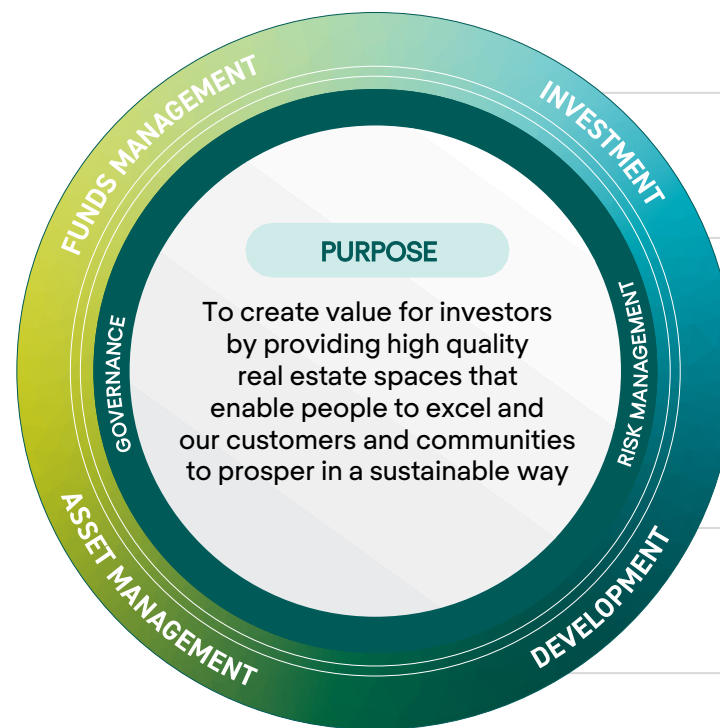 FUNDS MANAGEMENT
INVESTMENT
PURPOSE
To create value for investors
by providing high quality
real estate spaces that
enable people to excel and
our customers and communities
to prosper in a sustainable way
GOVERNANCE
RISK MANAGEMENT
ASSET MANAGEMENT
DEVELOPMENT